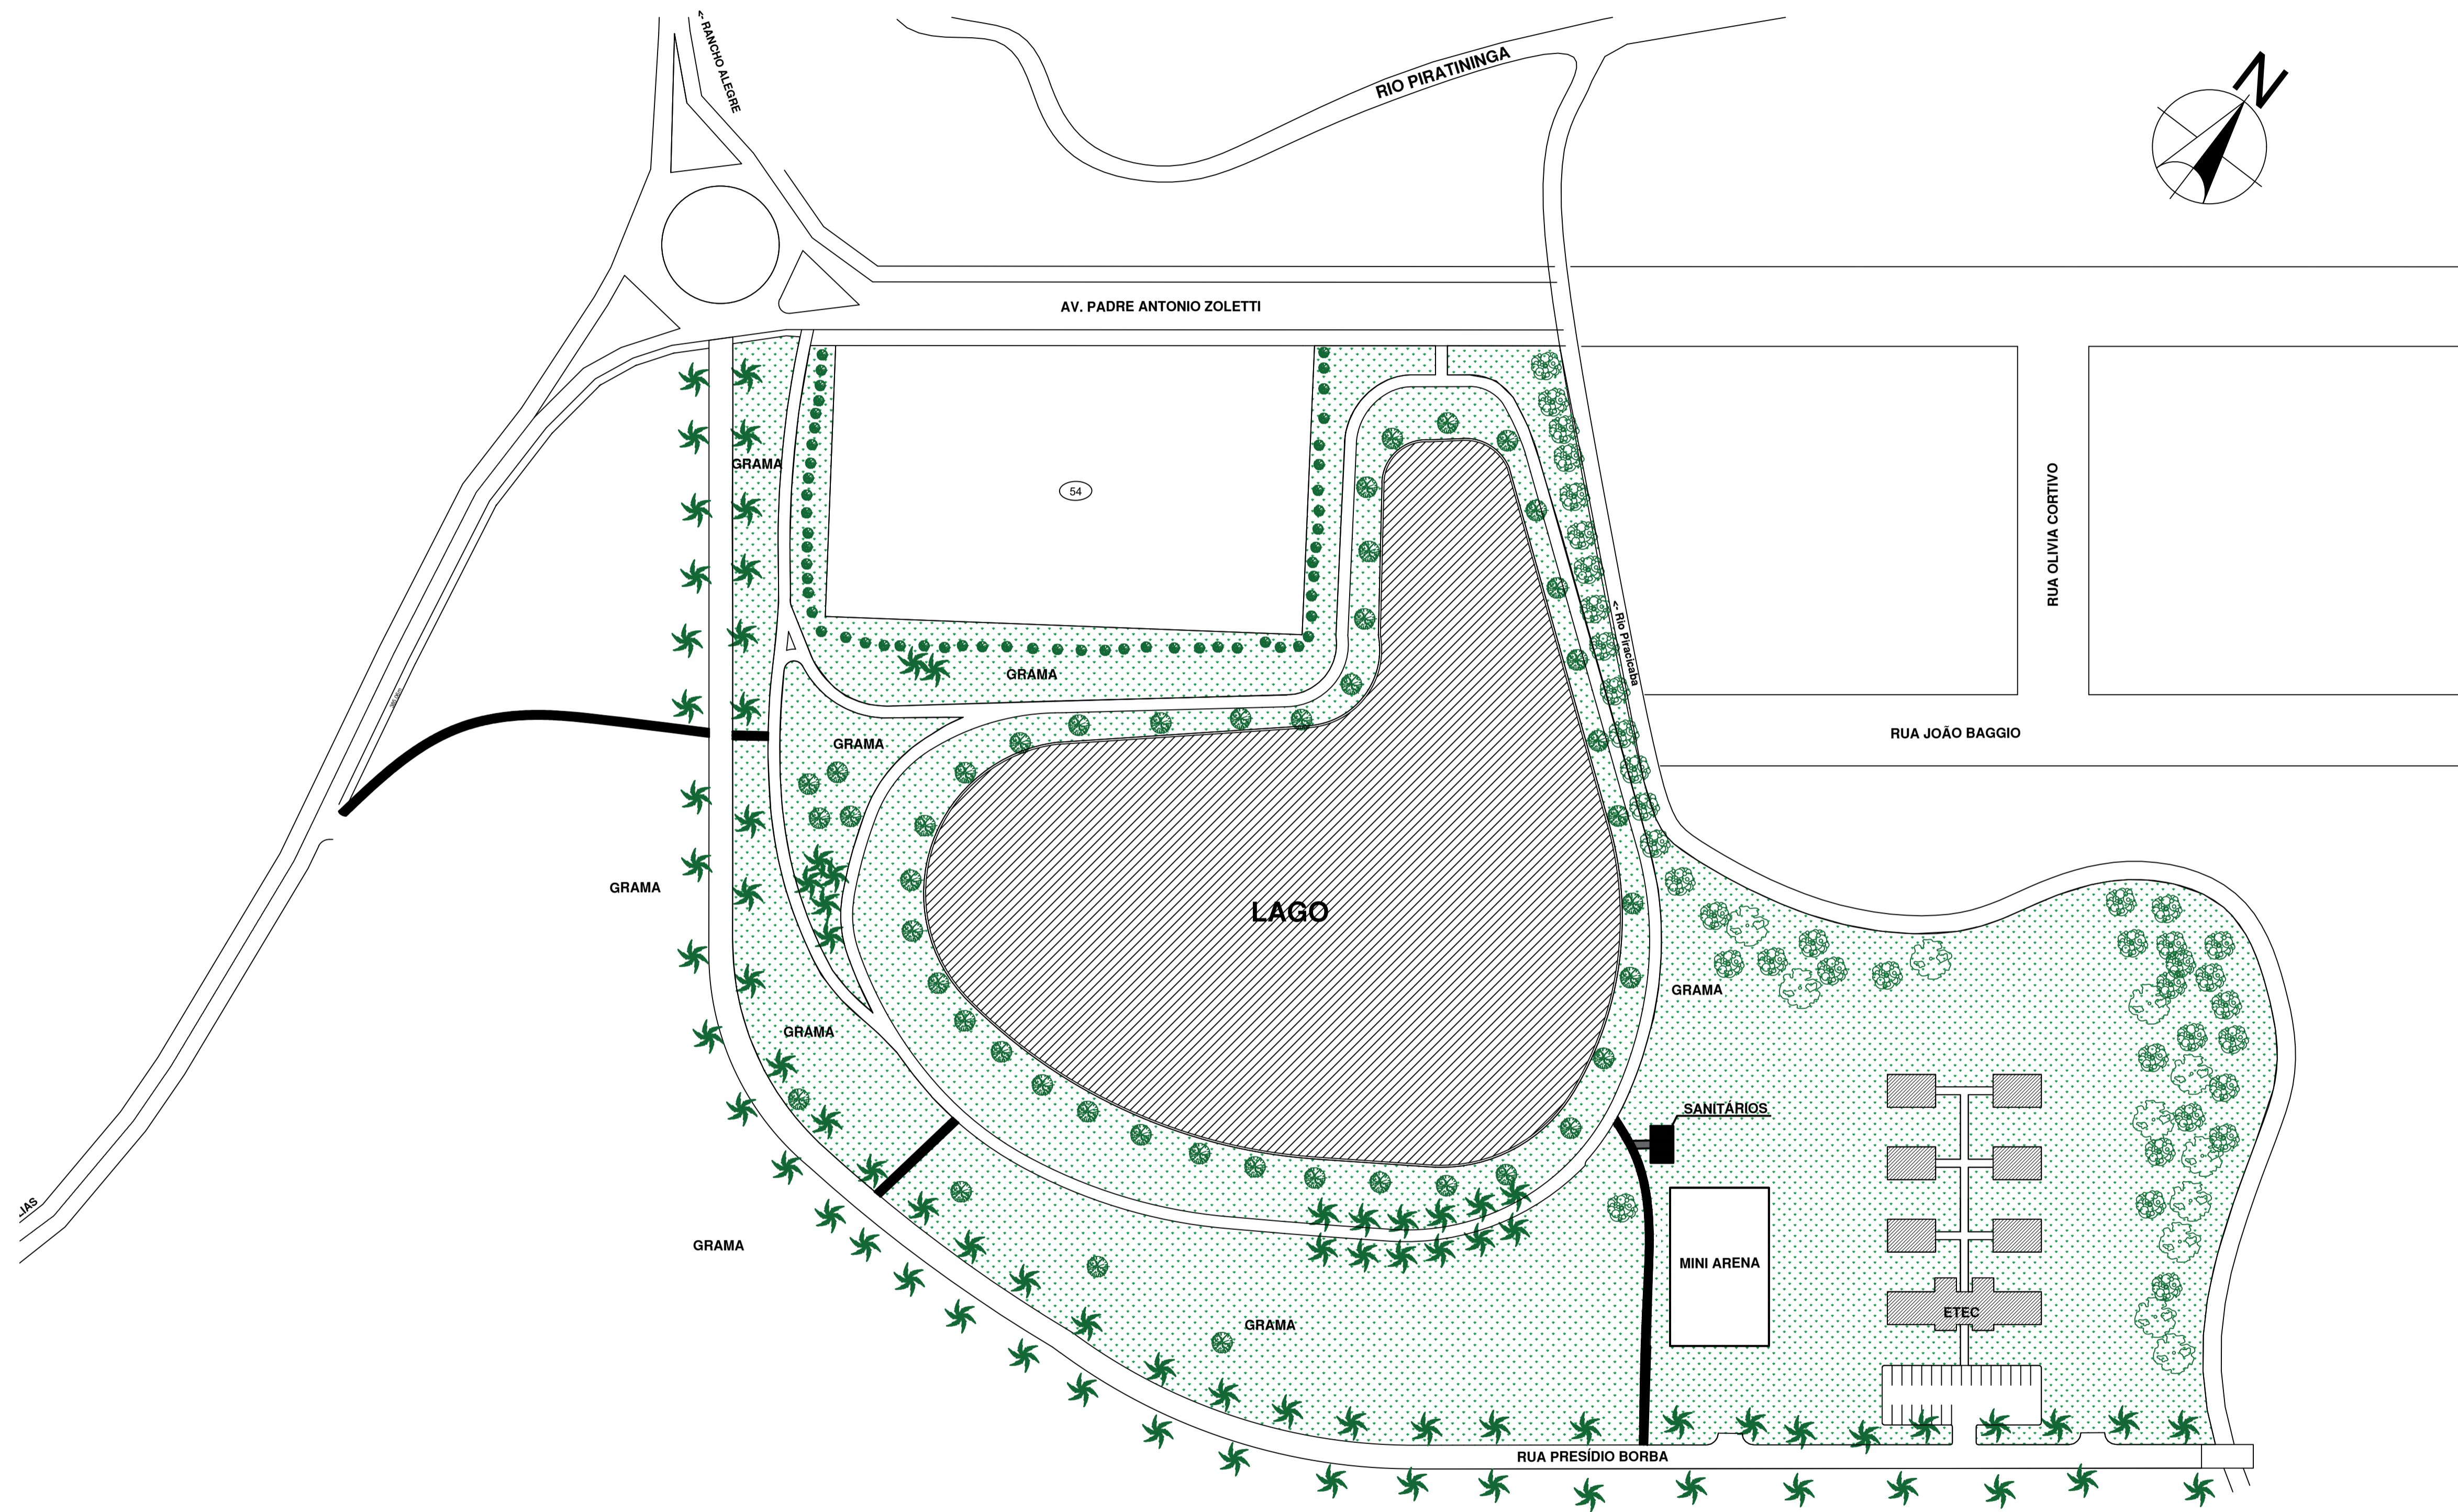 <- RANCHO ALEGRE
RIO PIRATININGA
N
AV. PADRE ANTONIO ZOLETTI
GRAMA
54
RUA OLIVIA CORTIVO
<- Rio Piracicaba
GRAMA
RUA JOÃO BAGGIO
GRAMA
GRAMA
LAGO
GRAMA
GRAMA
SANITÁRIOS
LIAS
GRAMA
MINI ARENA
ETEC
GRAMA
RUA PRESÍDIO BORBA